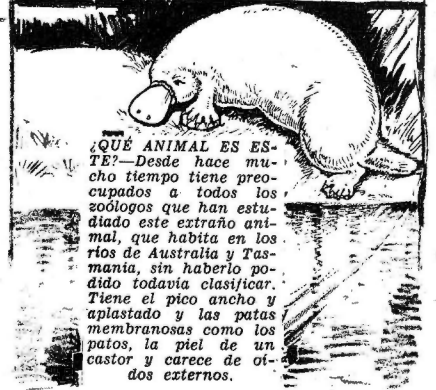 ¿QUÉ ANIMAL ES ES-
TE?—Desde hace mu-
cho tiempo tiene preo-
cupados a todos los
zoólogos que han estu-
diado este extraño ani-
mal, que habita en los
ríos de Australia y Tas-
mania, sin haberlo po-
dido todavía clasificar.
Tiene el pico ancho y
aplastado y las patas
membranosas como los
patos, la piel de un
castor y carece de oí-
dos externos.